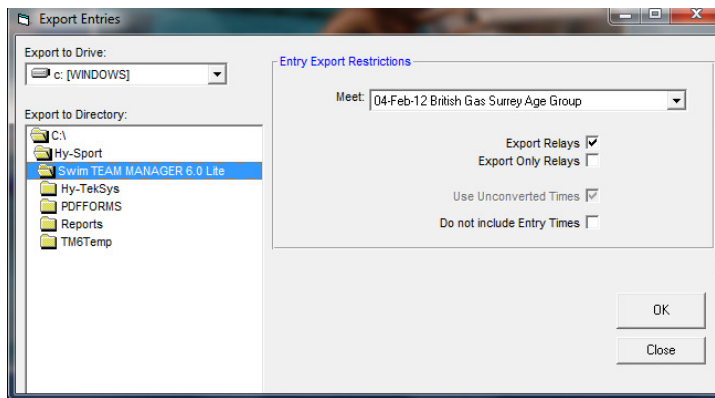 Export Entries
Export to Drive:
c: [WINDOWS]
Export to Directory:
C:\
Hy-Sport
Swim TEAM MANAGER 6.0 Lite
Hy-TekSys
PDFFORMS
Reports
TM6Temp
Entry Export Restrictions
Meet: 04-Feb-12 British Gas Surrey Age Group
Export Relays
Export Only Relays
Use Unconverted Times
Do not include Entry Times
OK
Close